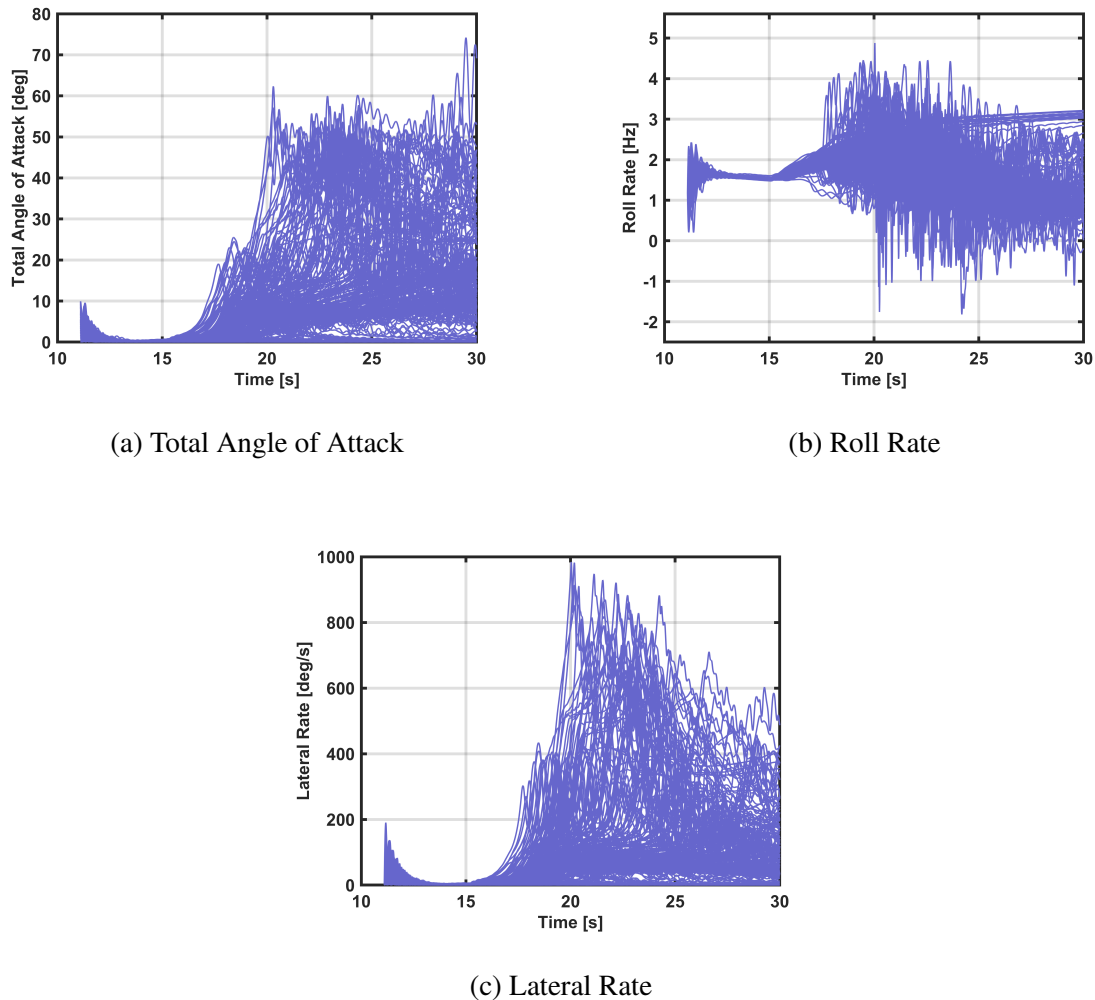 80
70
60
50
40
30
20
10
0
Total Angle of Attack [deg]
10 15 20 25 30
Time [s]
(a) Total Angle of Attack
5
4
3
2
1
0
-1
-2
Roll Rate [Hz]
10 15 20 25 30
Time [s]
(b) Roll Rate
1000
800
600
400
200
0
Lateral Rate [deg/s]
10 15 20 25 30
Time [s]
(c) Lateral Rate